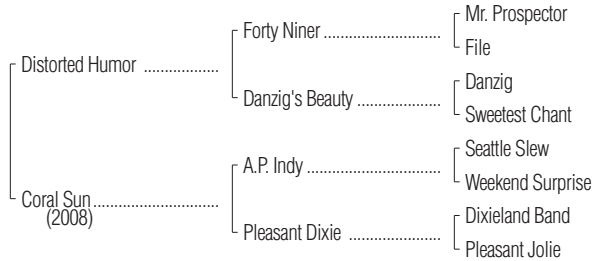 Mr. Prospector
Forty Niner
File
Distorted Humor
Danzig
Danzig's Beauty
Sweetest Chant
Seattle Slew
A.P. Indy
Weekend Surprise
Coral Sun
(2008)
Dixieland Band
Pleasant Dixie
Pleasant Jolie